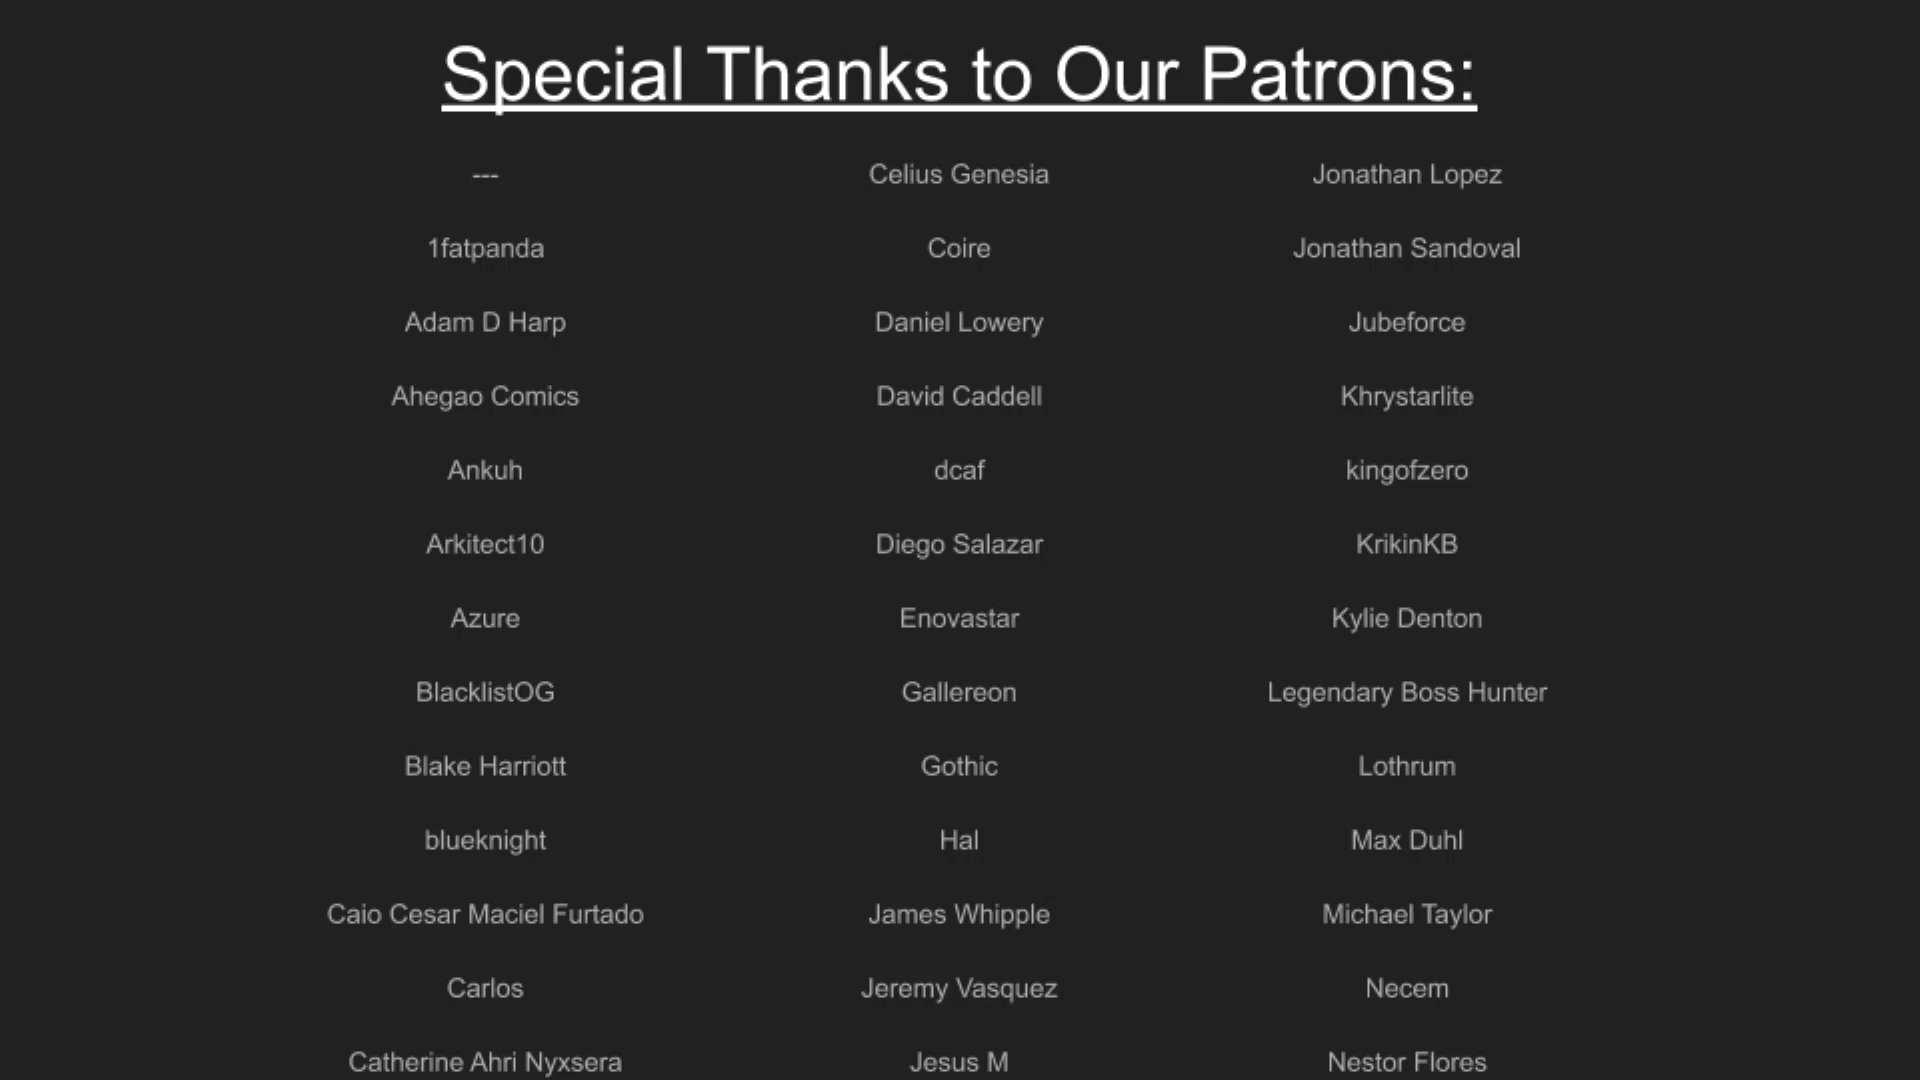 Special Thanks to Our Patrons:
--- Celius Genesia Jonathan Lopez
1fatpanda Coire Jonathan Sandoval
Adam D Harp Daniel Lowery Jubeforce
Ahegao Comics David Caddell Khrystarlite
Ankuh dcaf kingofzero
Arkitect10 Diego Salazar KrikinKB
Azure Enovastar Kylie Denton
BlacklistOG Gallereon Legendary Boss Hunter
Blake Harriott Gothic Lothrum
blueknight Hal Max Duhl
Caio Cesar Maciel Furtado James Whipple Michael Taylor
Carlos Jeremy Vasquez Necem
Catherine Ahri Nyxsera Jesus M Nestor Flores